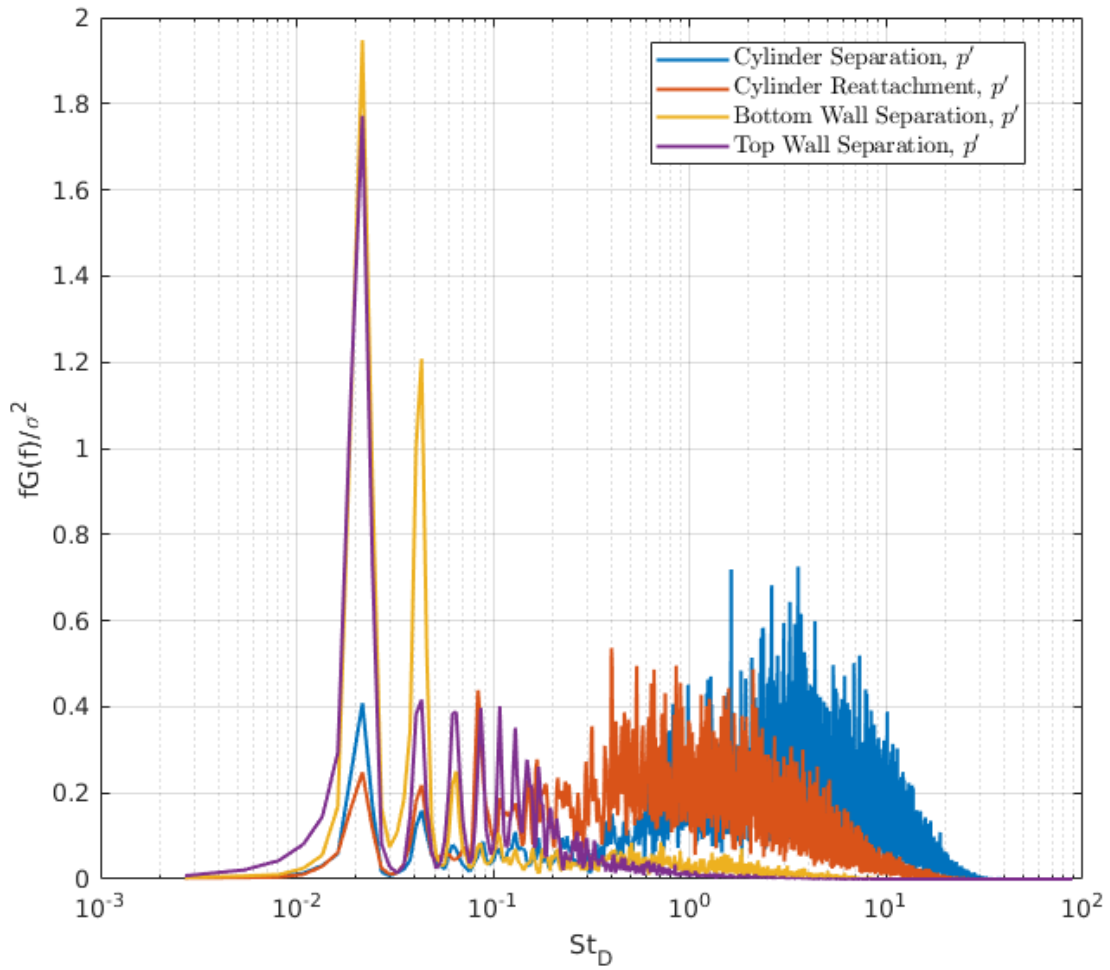 2
1.8
1.6
1.4
1.2
1
0.8
0.6
0.4
0.2
0
fG(f)/σ²
Cylinder Separation, p′
Cylinder Reattachment, p′
Bottom Wall Separation, p′
Top Wall Separation, p′
10⁻³ 10⁻² 10⁻¹ 10⁰ 10¹ 10²
St_D